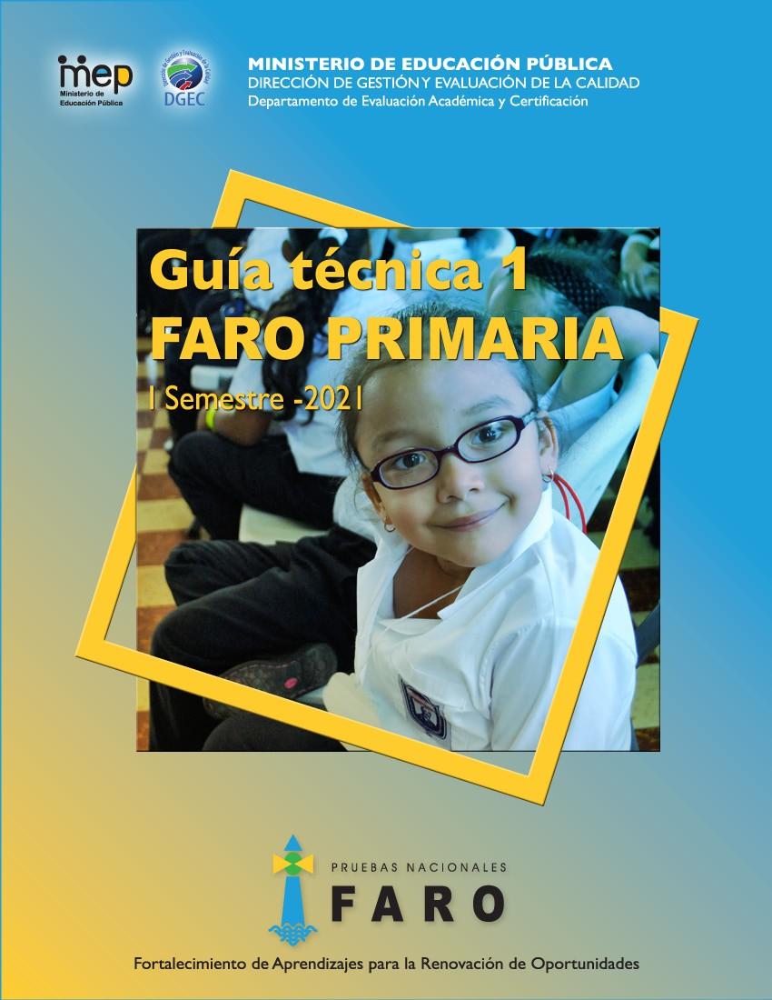 mep
Ministerio de
Educación Pública
Dirección de Gestión y Evaluación de la Calidad
DGEC
MINISTERIO DE EDUCACIÓN PÚBLICA
DIRECCIÓN DE GESTIÓN Y EVALUACIÓN DE LA CALIDAD
Departamento de Evaluación Académica y Certificación
Guía técnica 1
FARO PRIMARIA
I Semestre -2021
PRUEBAS NACIONALES
FARO
Fortalecimiento de Aprendizajes para la Renovación de Oportunidades